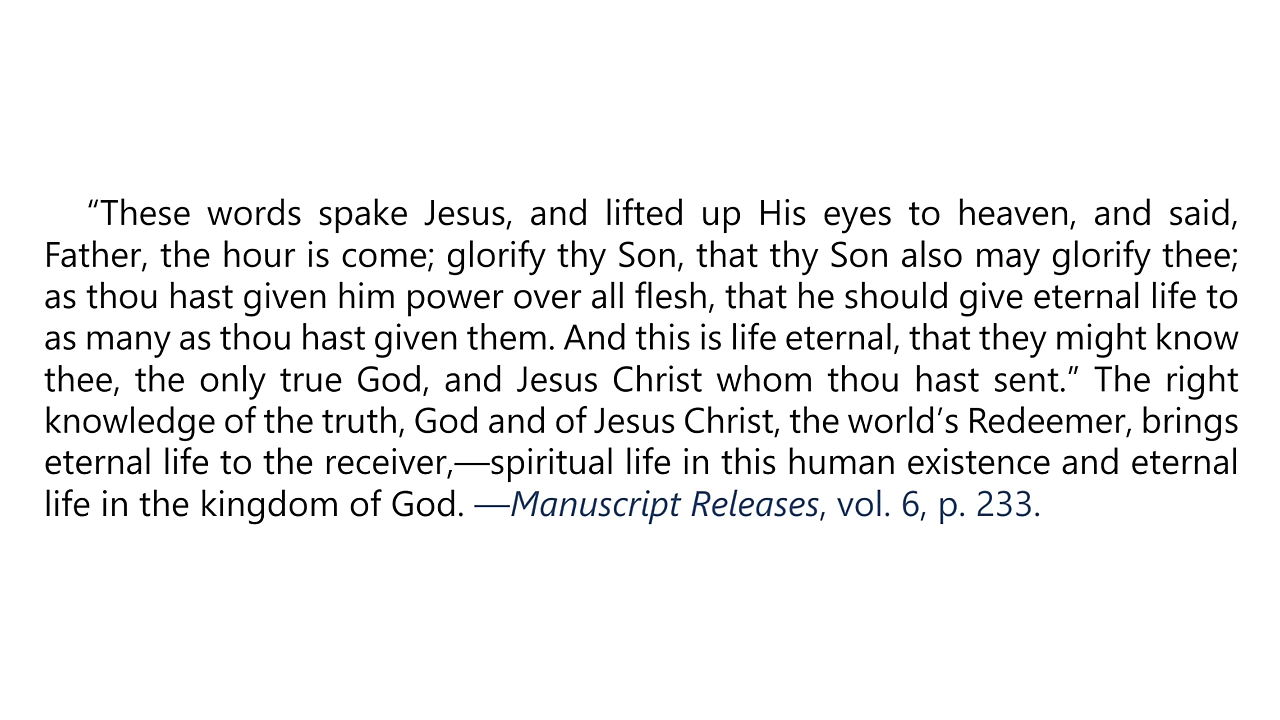 “These words spake Jesus, and lifted up His eyes to heaven, and said,
Father, the hour is come; glorify thy Son, that thy Son also may glorify thee;
as thou hast given him power over all flesh, that he should give eternal life to
as many as thou hast given them. And this is life eternal, that they might know
thee, the only true God, and Jesus Christ whom thou hast sent.” The right
knowledge of the truth, God and of Jesus Christ, the world’s Redeemer, brings
eternal life to the receiver,—spiritual life in this human existence and eternal
life in the kingdom of God. —Manuscript Releases, vol. 6, p. 233.